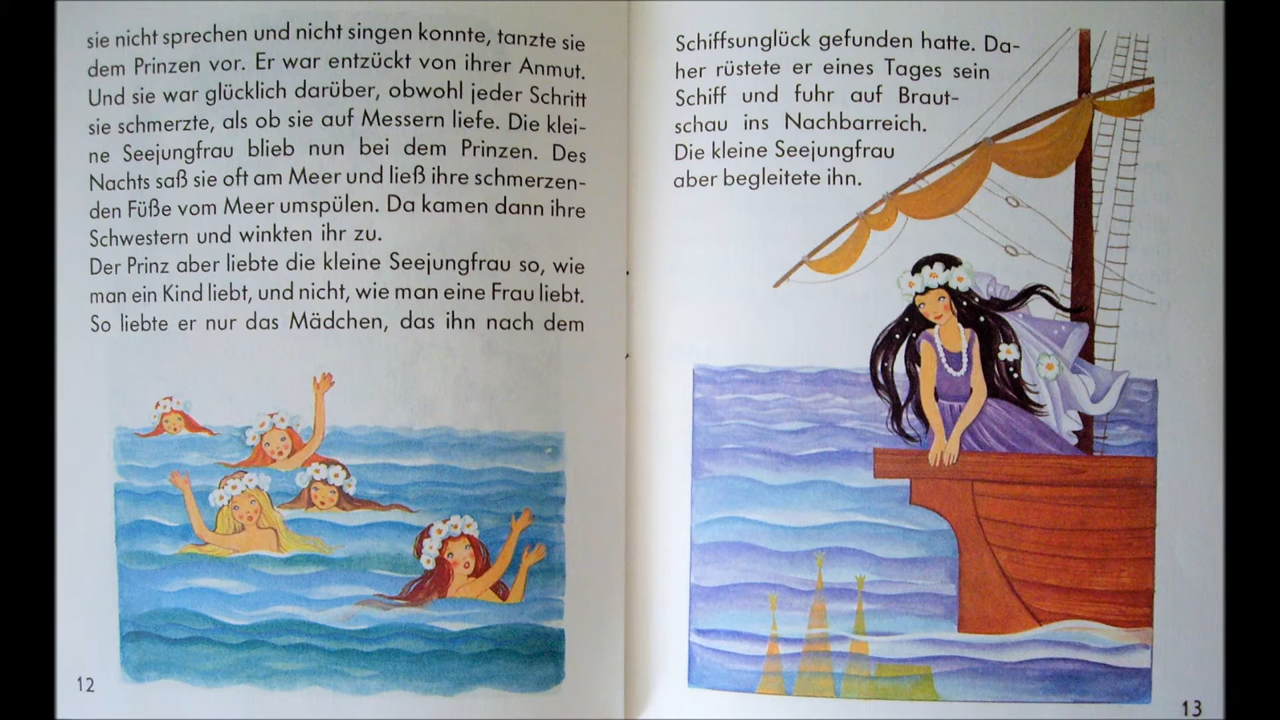 sie nicht sprechen und nicht singen konnte, tanzte sie
dem Prinzen vor. Er war entzückt von ihrer Anmut.
Und sie war glücklich darüber, obwohl jeder Schritt
sie schmerzte, als ob sie auf Messern liefe. Die klei-
ne Seejungfrau blieb nun bei dem Prinzen. Des
Nachts saß sie oft am Meer und ließ ihre schmerzen-
den Füße vom Meer umspülen. Da kamen dann ihre
Schwestern und winkten ihr zu.
Der Prinz aber liebte die kleine Seejungfrau so, wie
man ein Kind liebt, und nicht, wie man eine Frau liebt.
So liebte er nur das Mädchen, das ihn nach dem
12
Schiffsunglück gefunden hatte. Da-
her rüstete er eines Tages sein
Schiff und fuhr auf Braut-
schau ins Nachbarreich.
Die kleine Seejungfrau
aber begleitete ihn.
13